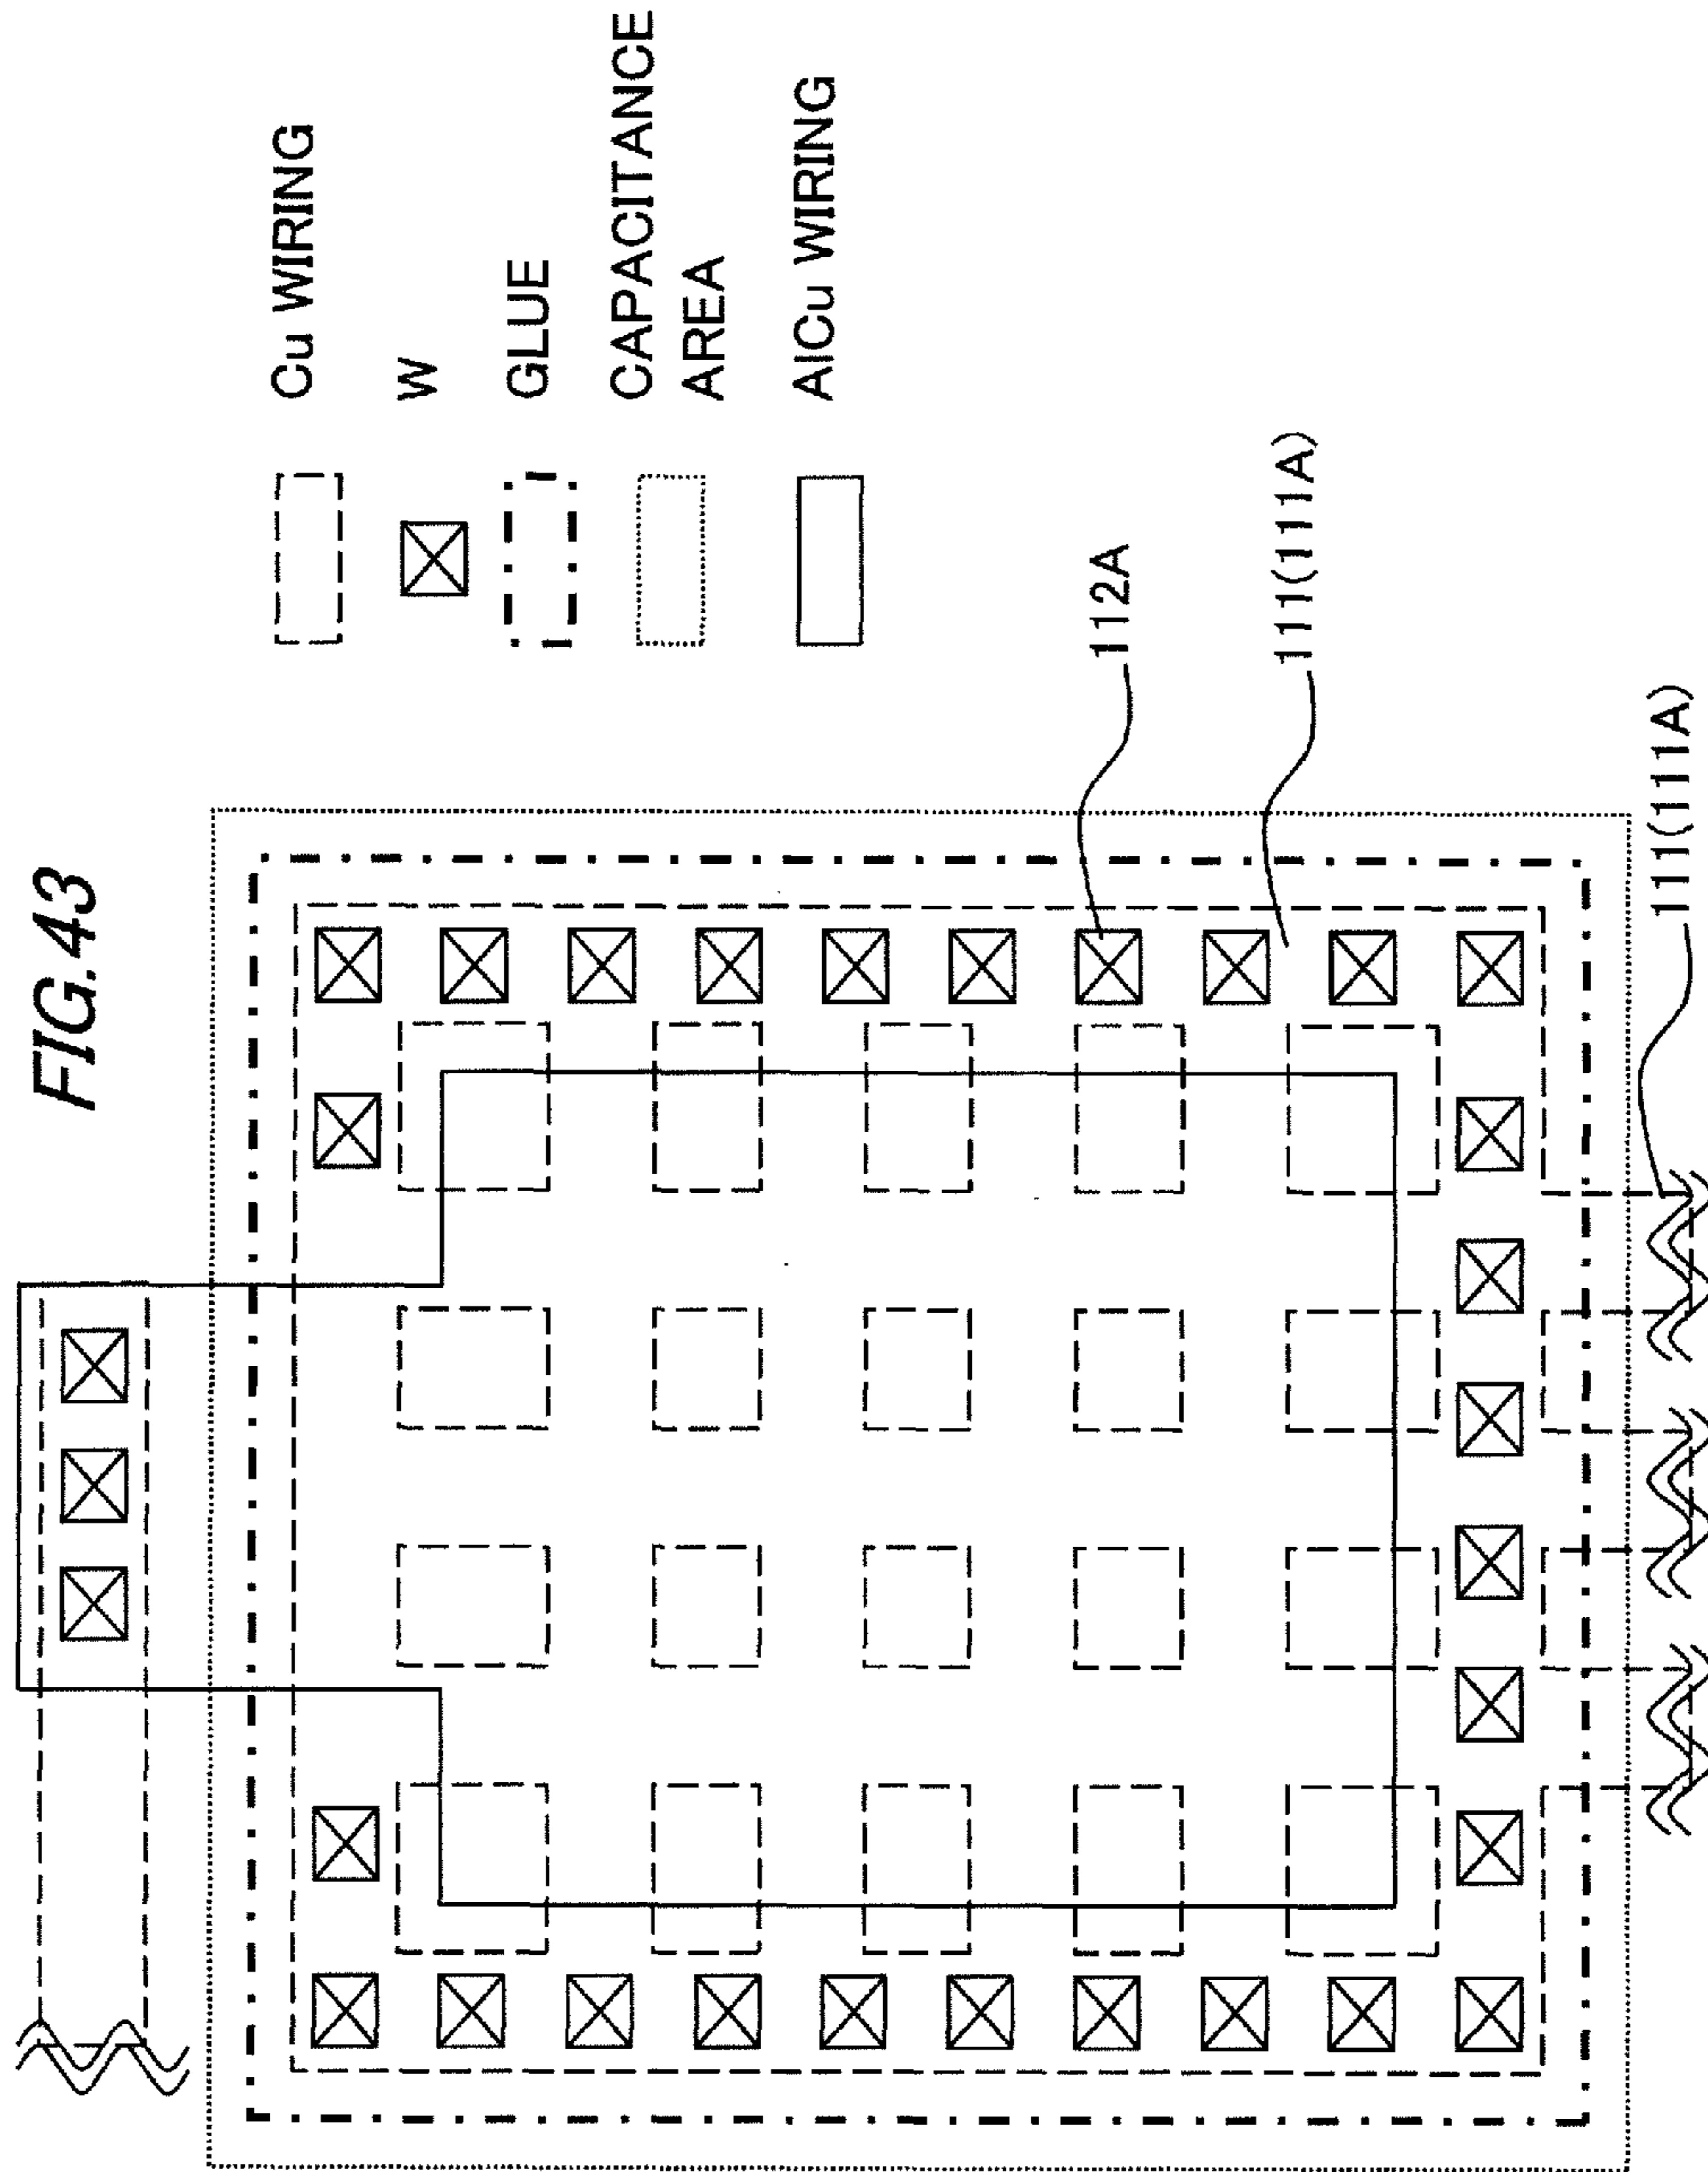 FIG.43
Cu WIRING
W
GLUE
CAPACITANCE
AREA
AlCu WIRING
112A
111(111A)
111(111A)